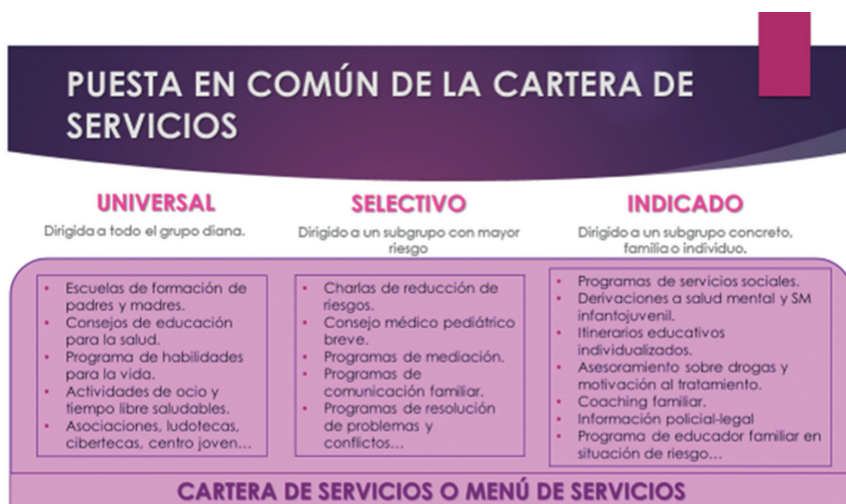 PUESTA EN COMÚN DE LA CARTERA DE
SERVICIOS
UNIVERSAL
Dirigida a todo el grupo diana.
• Escuelas de formación de
padres y madres.
• Consejos de educación
para la salud.
• Programa de habilidades
para la vida.
• Actividades de ocio y
tiempo libre saludables.
• Asociaciones, ludotecas,
cibertecas, centro joven…
SELECTIVO
Dirigido a un subgrupo con mayor
riesgo
• Charlas de reducción de
riesgos.
• Consejo médico pediátrico
breve.
• Programas de mediación.
• Programas de
comunicación familiar.
• Programas de resolución
de problemas y
conflictos…
INDICADO
Dirigido a un subgrupo concreto,
familia o individuo.
• Programas de servicios sociales.
• Derivaciones a salud mental y SM
infantojuvenil.
• Itinerarios educativos
individualizados.
• Asesoramiento sobre drogas y
motivación al tratamiento.
• Coaching familiar.
• Información policial-legal
• Programa de educador familiar en
situación de riesgo…
CARTERA DE SERVICIOS O MENÚ DE SERVICIOS